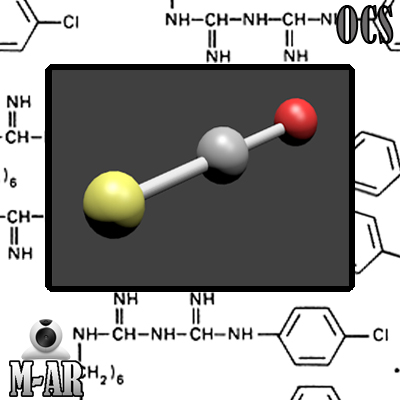 Cl
NH CH NH CH NH
NH NH
OCS
NH
CH
)6
CH
NH
NH NH
NH CH NH CH NH Cl
CH2)6
M-AR